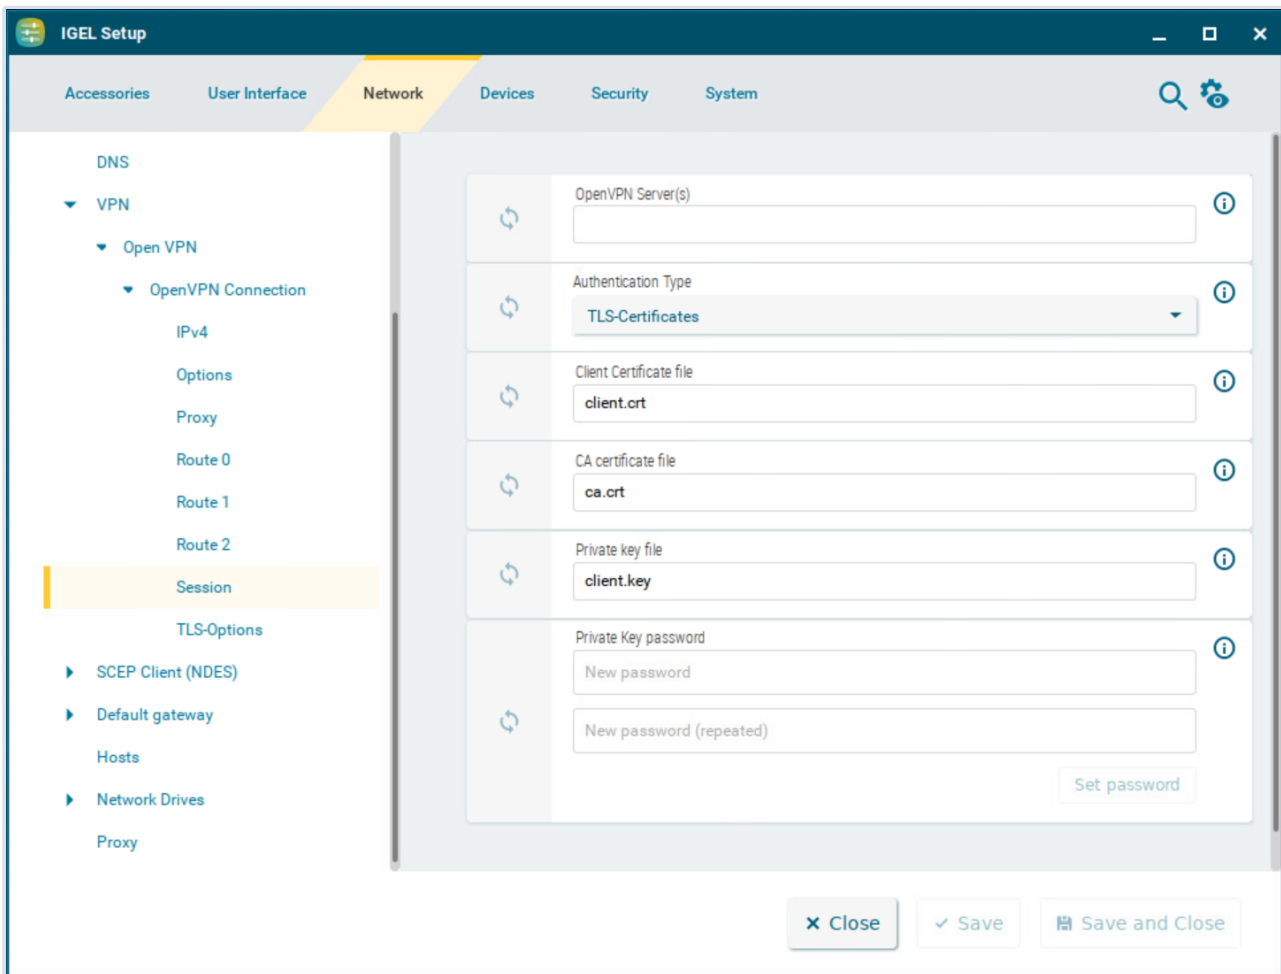 IGEL Setup
Accessories
User Interface
Network
Devices
Security
System
DNS
VPN
Open VPN
OpenVPN Connection
IPv4
Options
Proxy
Route 0
Route 1
Route 2
Session
TLS-Options
SCEP Client (NDES)
Default gateway
Hosts
Network Drives
Proxy
OpenVPN Server(s)
Authentication Type
TLS-Certificates
Client Certificate file
client.crt
CA certificate file
ca.crt
Private key file
client.key
Private Key password
New password
New password (repeated)
Set password
Close
Save
Save and Close